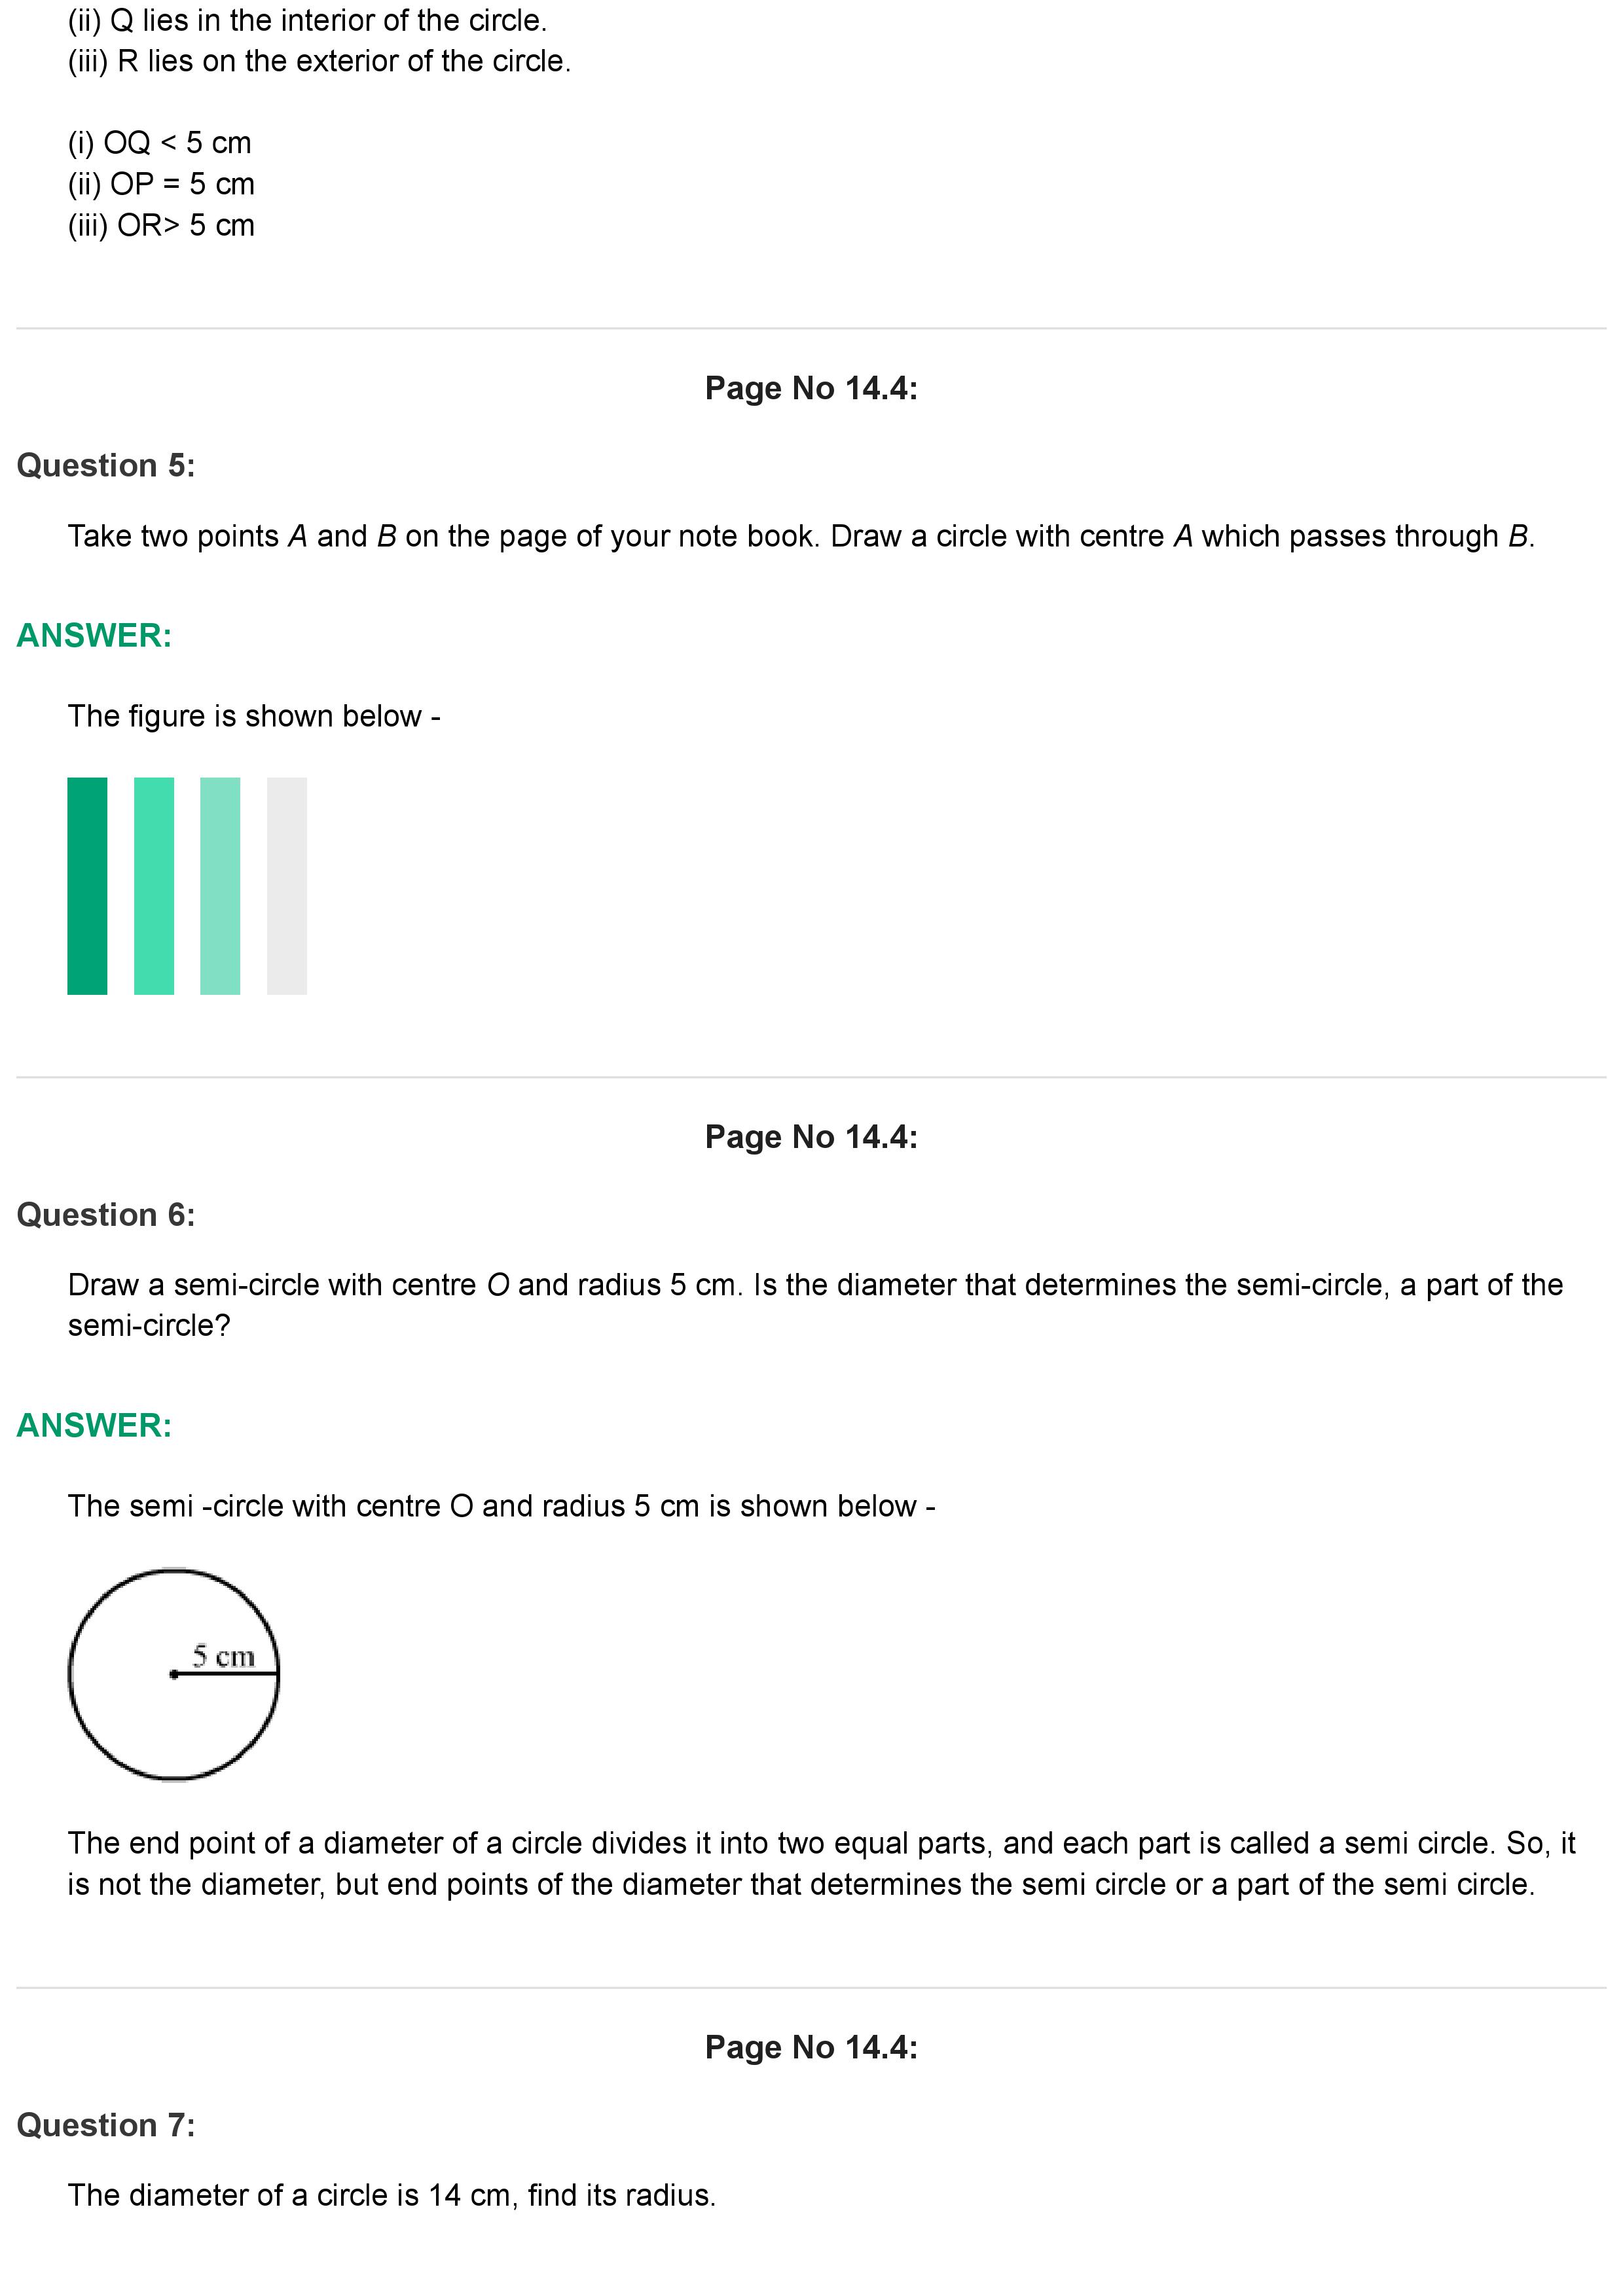 (ii) Q lies in the interior of the circle.
(iii) R lies on the exterior of the circle.
(i) OQ < 5 cm
(ii) OP = 5 cm
(iii) OR> 5 cm
Page No 14.4:
Question 5:
Take two points A and B on the page of your note book. Draw a circle with centre A which passes through B.
ANSWER:
The figure is shown below -
Page No 14.4:
Question 6:
Draw a semi-circle with centre O and radius 5 cm. Is the diameter that determines the semi-circle, a part of the
semi-circle?
ANSWER:
The semi -circle with centre O and radius 5 cm is shown below -
5 cm
The end point of a diameter of a circle divides it into two equal parts, and each part is called a semi circle. So, it
is not the diameter, but end points of the diameter that determines the semi circle or a part of the semi circle.
Page No 14.4:
Question 7:
The diameter of a circle is 14 cm, find its radius.